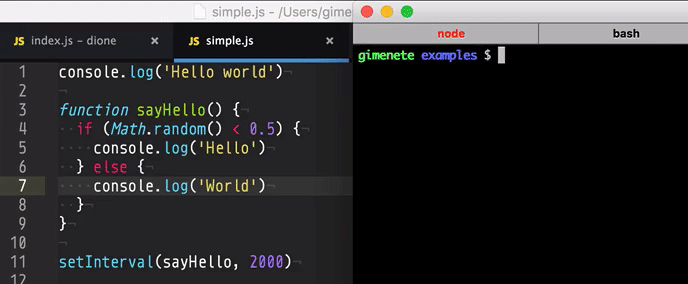 simple.js - /Users/gime
JS index.js - dione × JS simple.js ×
1 console.log('Hello world')¬
2 ¬
3 function sayHello() {¬
4 ··if (Math.random() < 0.5) {¬
5 ····console.log('Hello')¬
6 ··} else {¬
7 ····console.log('World')¬
8 ··}¬
9 }¬
10 ¬
11 setInterval(sayHello, 2000)¬
12
node bash
gimenete examples $